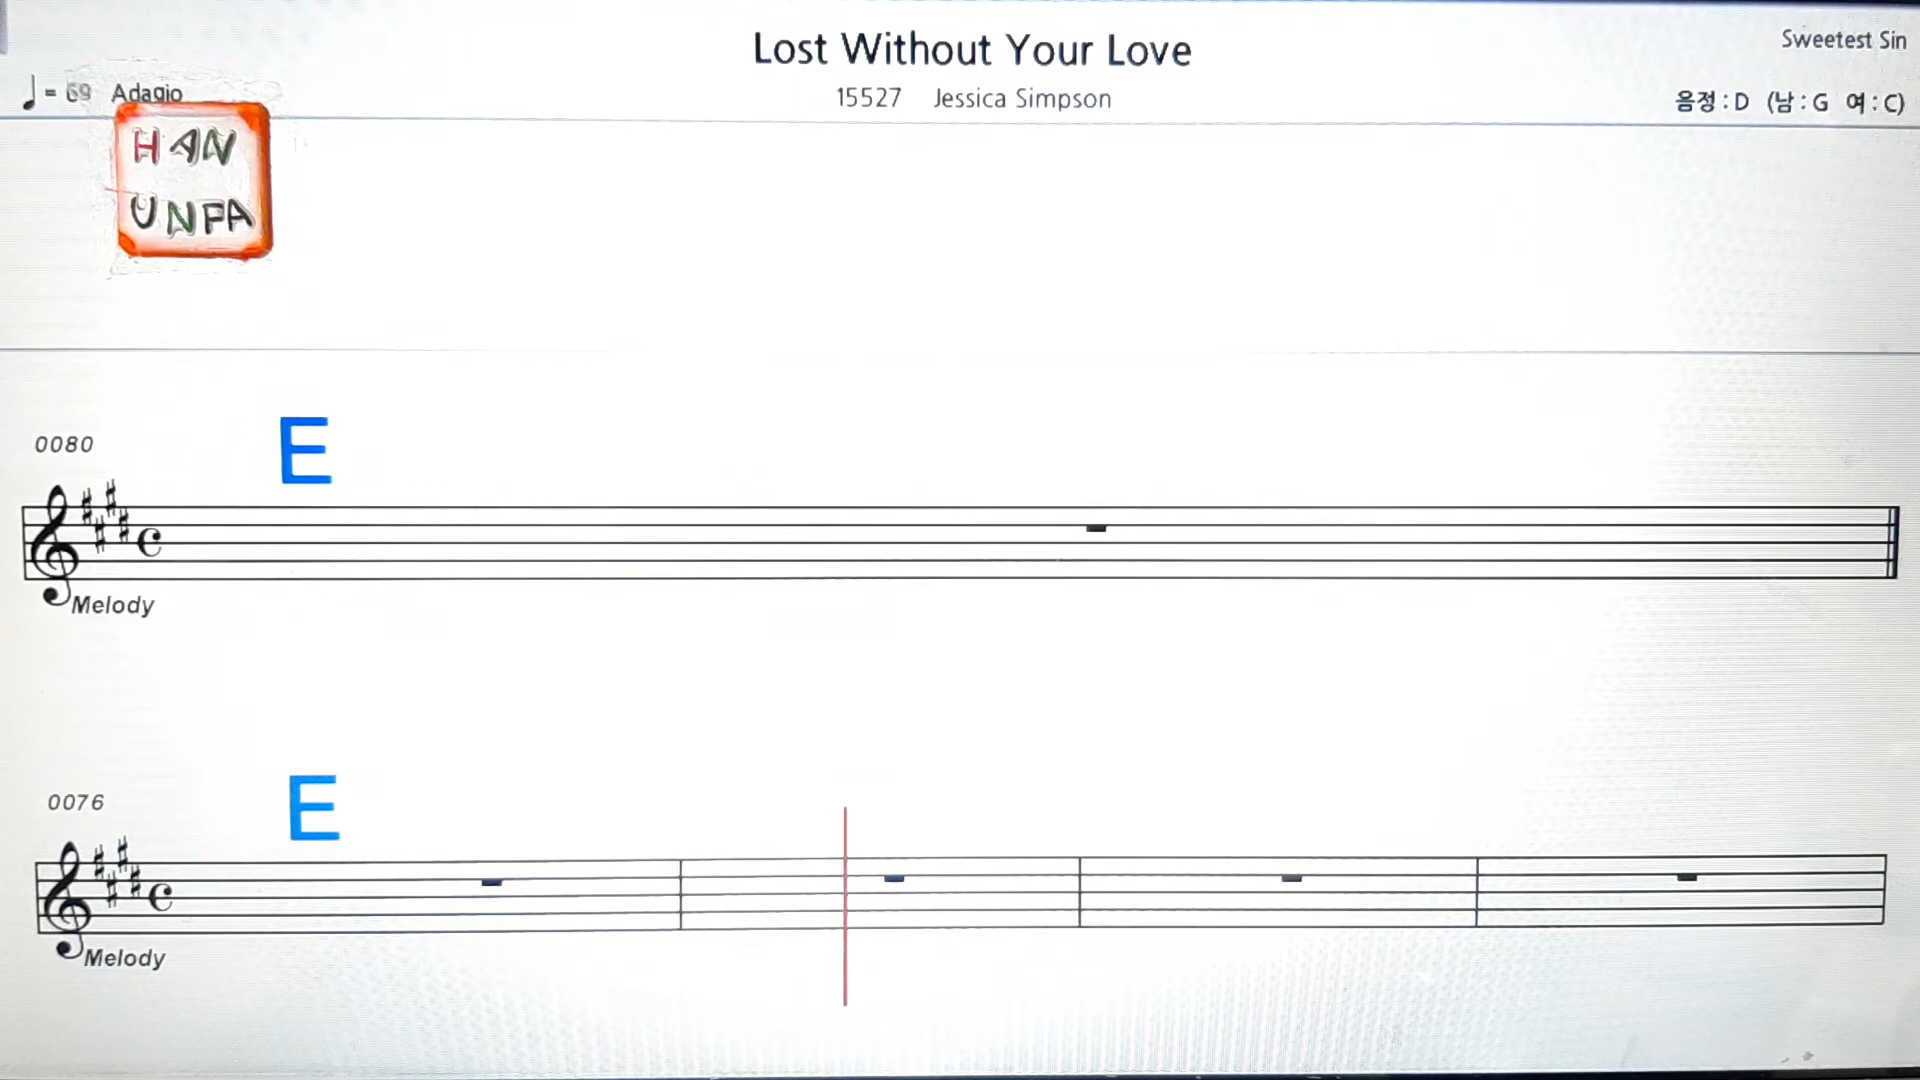 Lost Without Your Love
Sweetest Sin
♩ = 69 Adagio
15527 Jessica Simpson
음정 : D (남 : G 여 : C)
HAN
UNPA
0080
E
Melody
0076
E
Melody